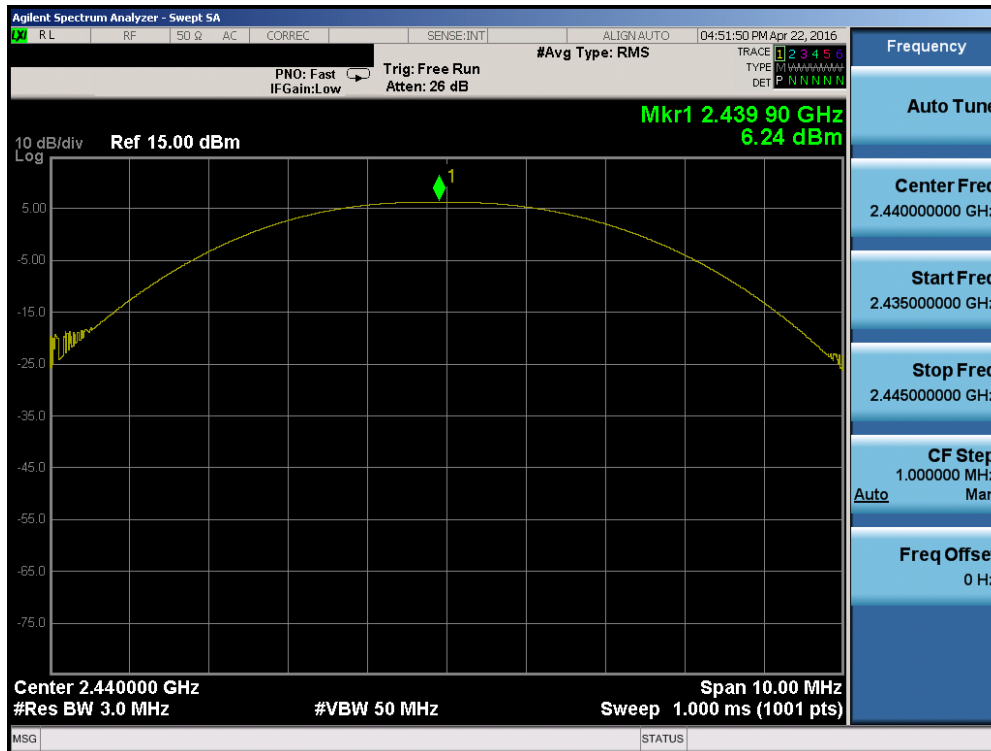 Agilent Spectrum Analyzer - Swept SA
LXI RL RF 50 Ω AC CORREC SENSE:INT ALIGN AUTO 04:51:50 PM Apr 22, 2016
PNO: Fast
IFGain:Low
Trig: Free Run
Atten: 26 dB
#Avg Type: RMS
TRACE 1 2 3 4 5 6
TYPE M WWWWW
DET P N N N N N
Mkr1 2.439 90 GHz
6.24 dBm
10 dB/div Ref 15.00 dBm
Log
1
5.00
-5.00
-15.0
-25.0
-35.0
-45.0
-55.0
-65.0
-75.0
Center 2.440000 GHz Span 10.00 MHz
#Res BW 3.0 MHz #VBW 50 MHz Sweep 1.000 ms (1001 pts)
MSG STATUS
Frequency
Auto Tune
Center Freq
2.440000000 GHz
Start Freq
2.435000000 GHz
Stop Freq
2.445000000 GHz
CF Step
1.000000 MHz
Auto Man
Freq Offset
0 Hz